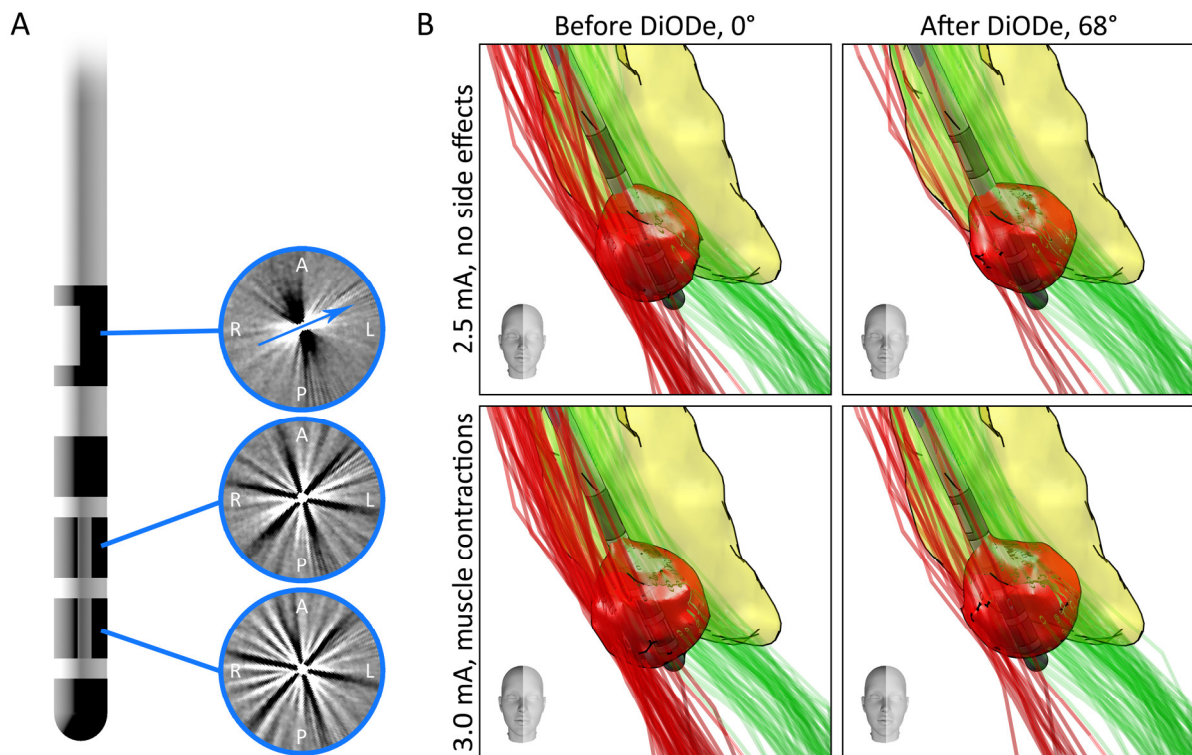 A
B
Before DiODe, 0°
After DiODe, 68°
2.5 mA, no side effects
A
R
L
P
A
R
L
P
3.0 mA, muscle contractions
A
R
L
P